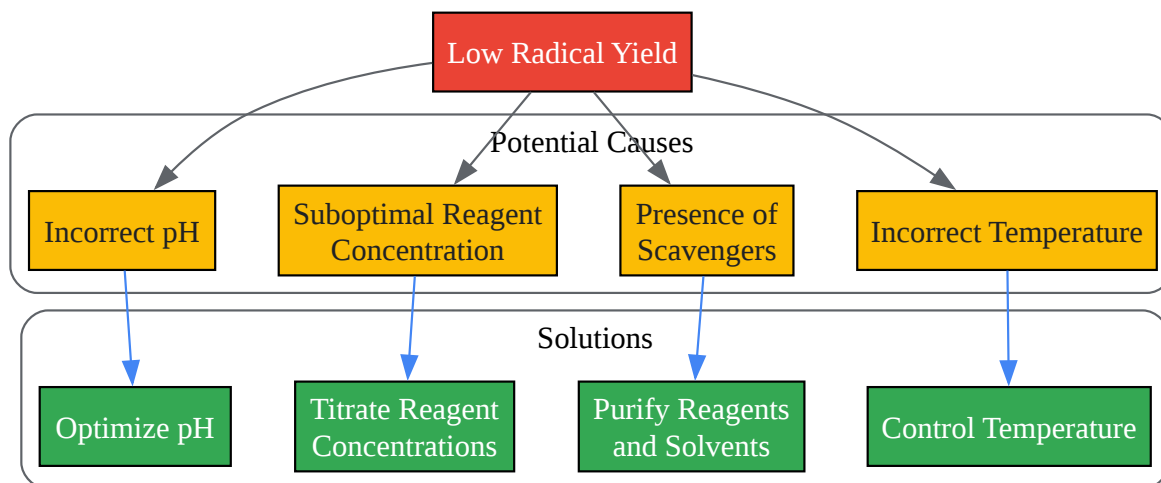 Low Radical Yield
Potential Causes
Incorrect pH
Suboptimal Reagent
Concentration
Presence of
Scavengers
Incorrect Temperature
Solutions
Optimize pH
Titrate Reagent
Concentrations
Purify Reagents
and Solvents
Control Temperature